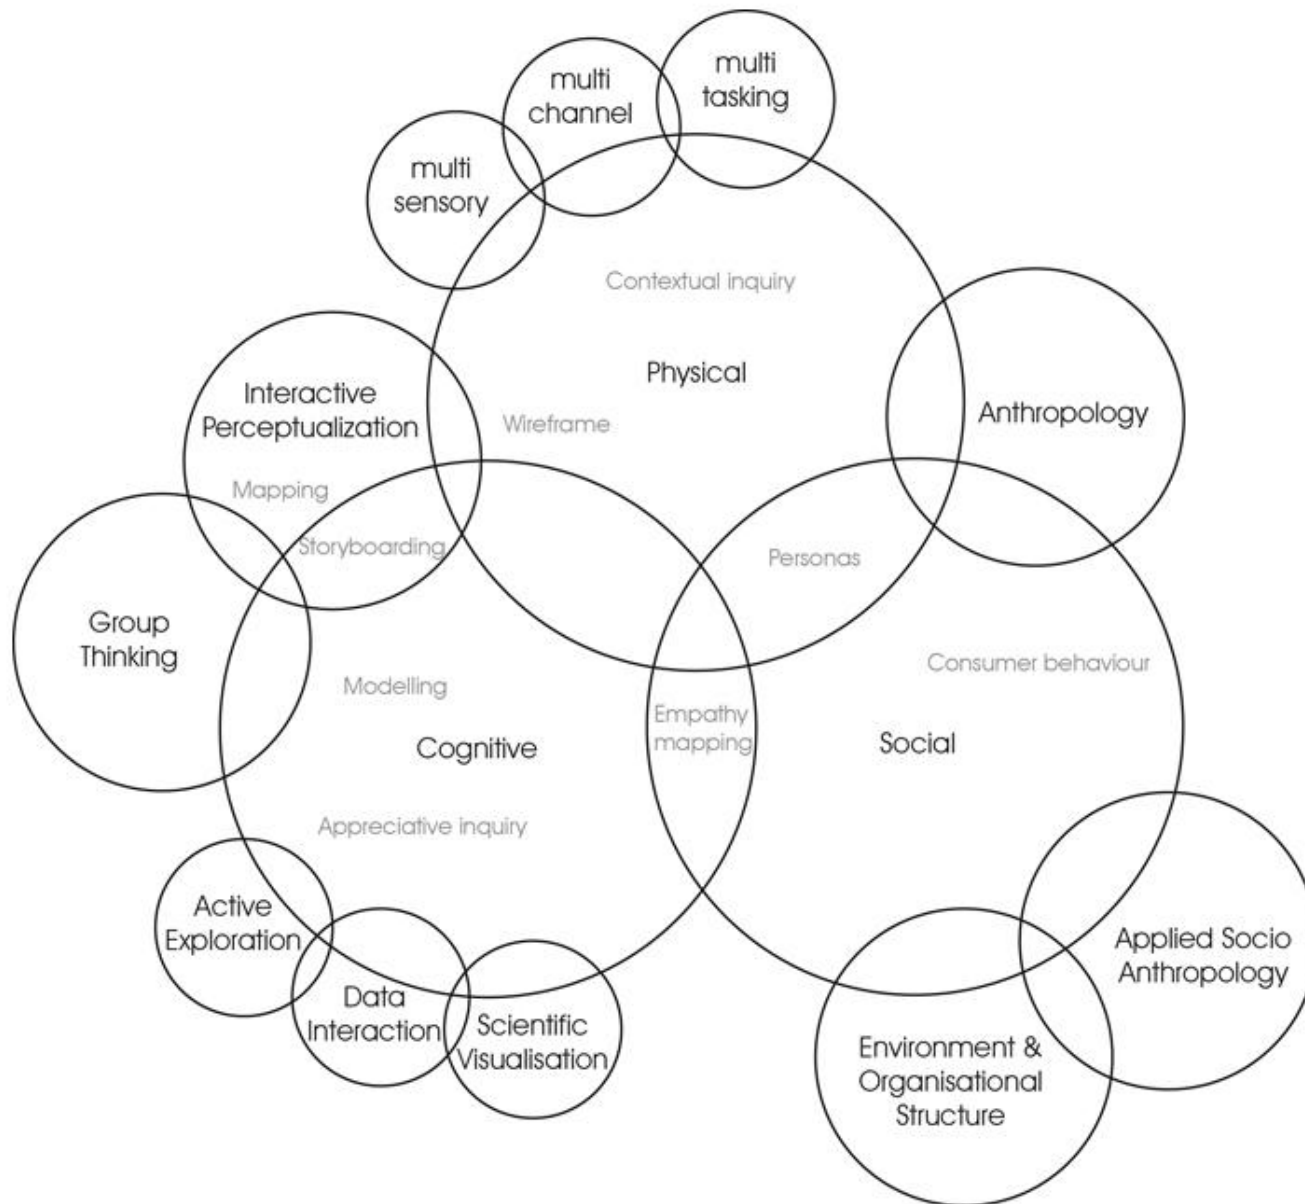 multi
tasking
multi
channel
multi
sensory
Contextual inquiry
Physical
Anthropology
Interactive
Perceptualization
Wireframe
Mapping
Storyboarding
Personas
Group
Thinking
Consumer behaviour
Modelling
Empathy
mapping
Cognitive
Social
Appreciative inquiry
Active
Exploration
Applied Socio
Anthropology
Data
Interaction
Scientific
Visualisation
Environment &
Organisational
Structure